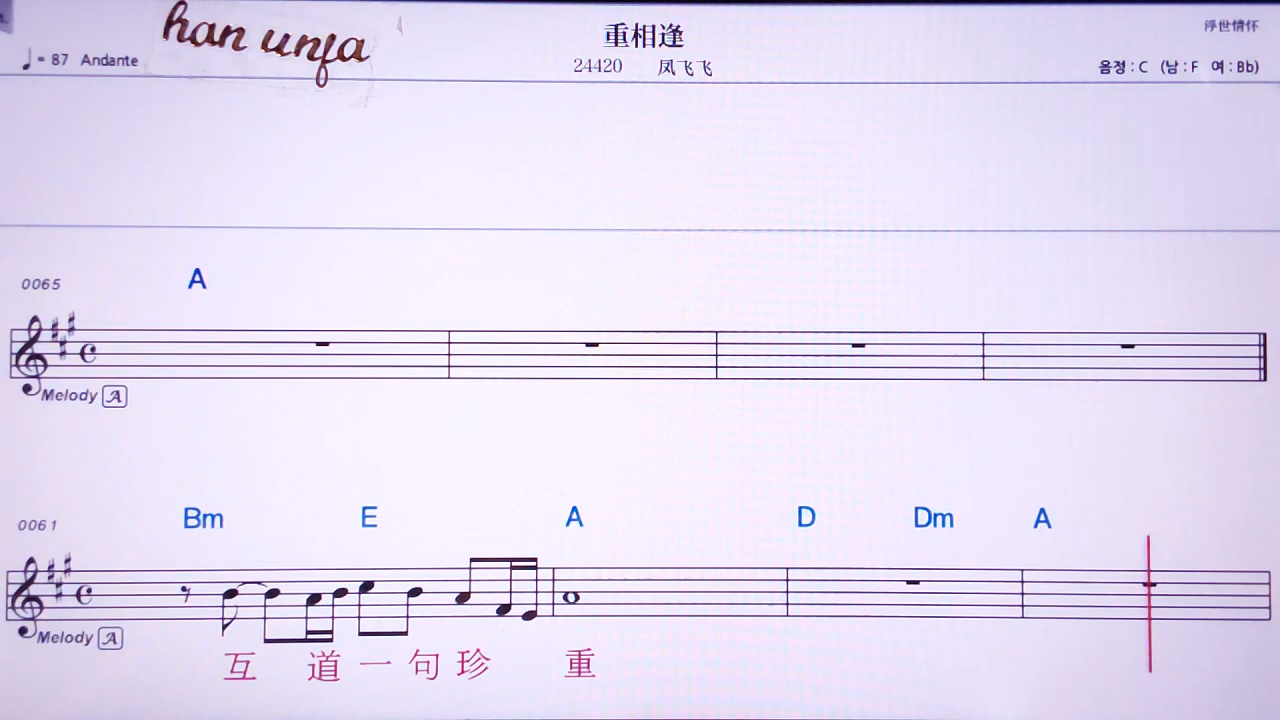 han unfa
重相逢
浮世情怀
♩= 87 Andante
24420 凤飞飞
음정 : C (남 : F 여 : Bb)
0065 A
Melody A
0061 Bm E A D Dm A
Melody A
互 道 一 句 珍 重